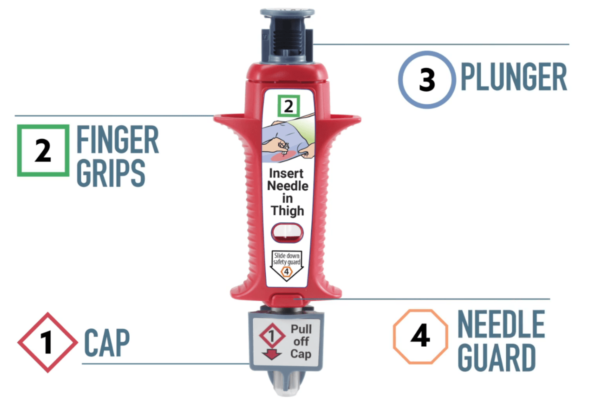 3 PLUNGER
2 FINGER
GRIPS
2
Insert
Needle
in
Thigh
Slide down
safety guard
4
1 CAP
1 Pull
off
Cap
4 NEEDLE
GUARD